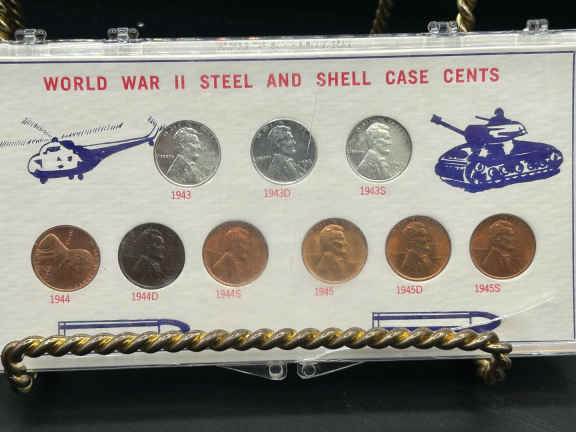 WORLD WAR II STEEL AND SHELL CASE CENTS
1943
1943D
1943S
1944
1944D
1944S
1945
1945D
1945S